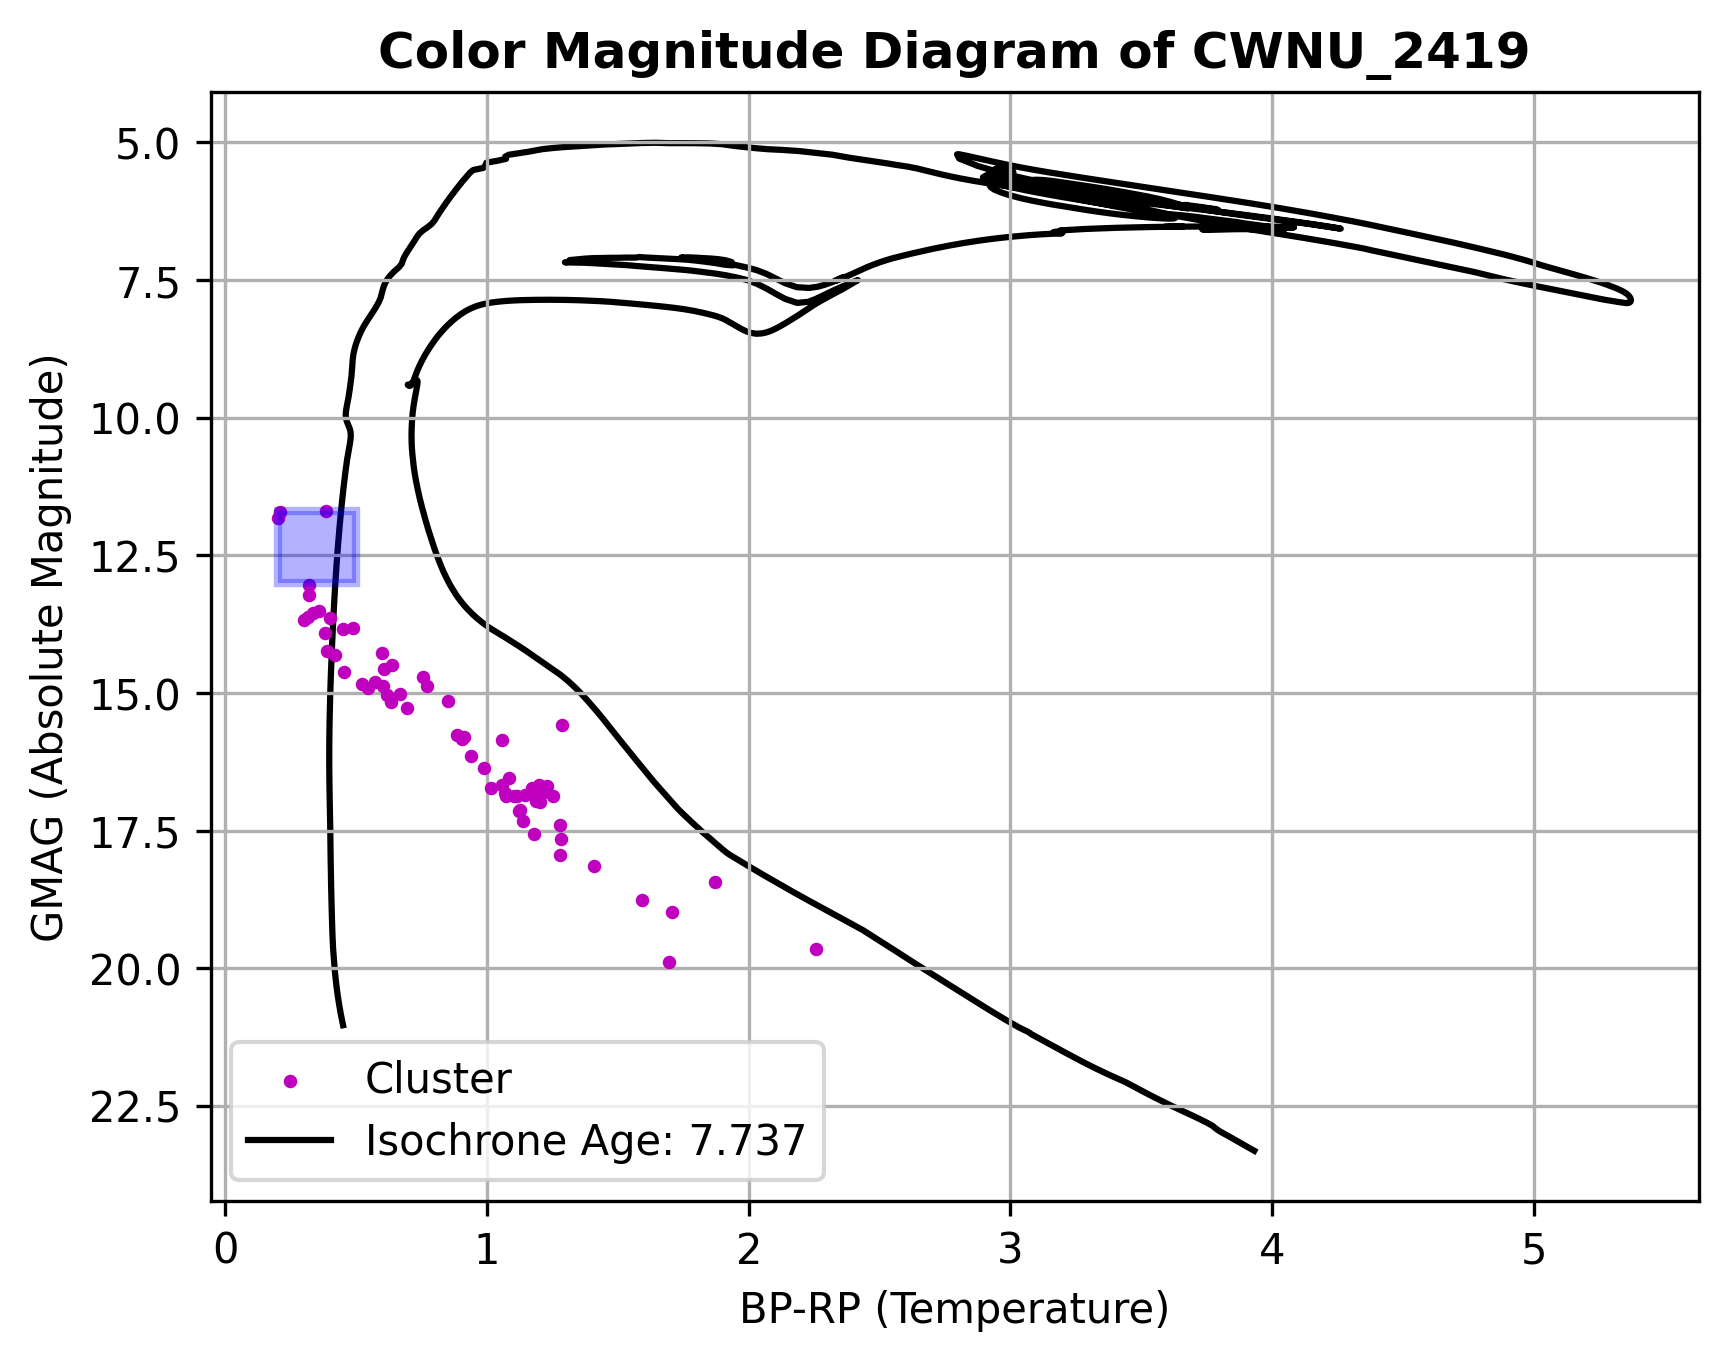 Color Magnitude Diagram of CWNU_2419
GMAG (Absolute Magnitude)
5.0
7.5
10.0
12.5
15.0
17.5
20.0
22.5
Cluster
Isochrone Age: 7.737
0 1 2 3 4 5
BP-RP (Temperature)